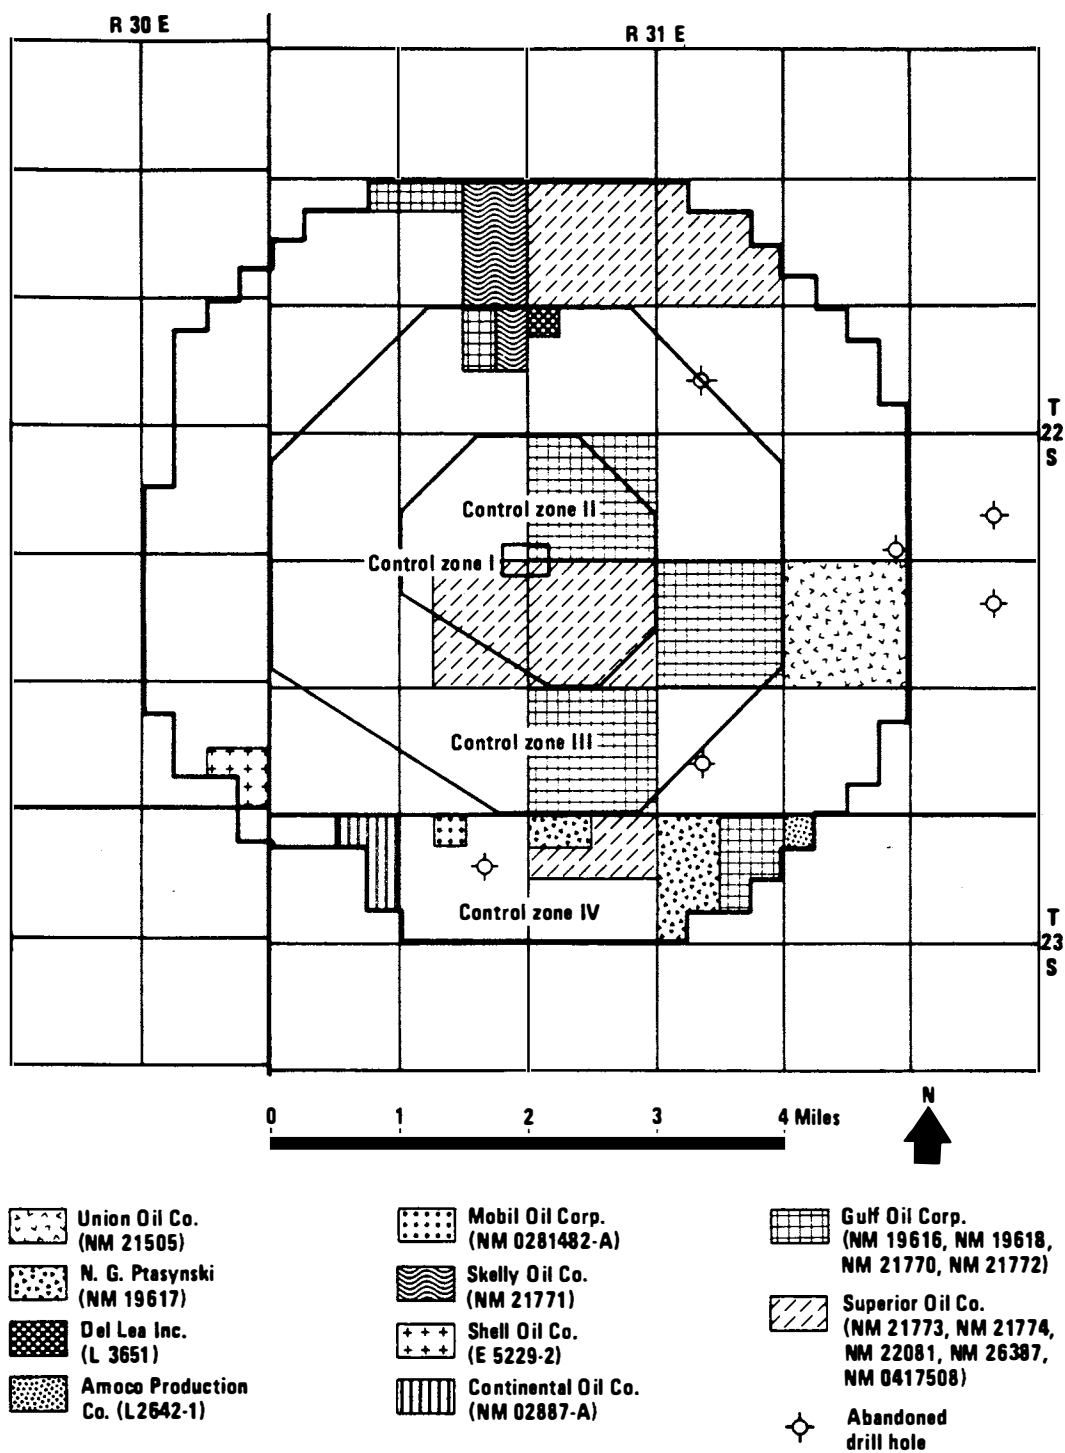 R 30 E
R 31 E
T
22
S
Control zone II
Control zone I
Control zone III
Control zone IV
T
23
S
N
0 1 2 3 4 Miles
Union Oil Co.
(NM 21505)
N. G. Ptasynski
(NM 19617)
Del Lea Inc.
(L 3651)
Amoco Production
Co. (L2642-1)
Mobil Oil Corp.
(NM 0281482-A)
Skelly Oil Co.
(NM 21771)
Shell Oil Co.
(E 5229-2)
Continental Oil Co.
(NM 02887-A)
Gulf Oil Corp.
(NM 19616, NM 19618,
NM 21770, NM 21772)
Superior Oil Co.
(NM 21773, NM 21774,
NM 22081, NM 26387,
NM 0417508)
Abandoned
drill hole